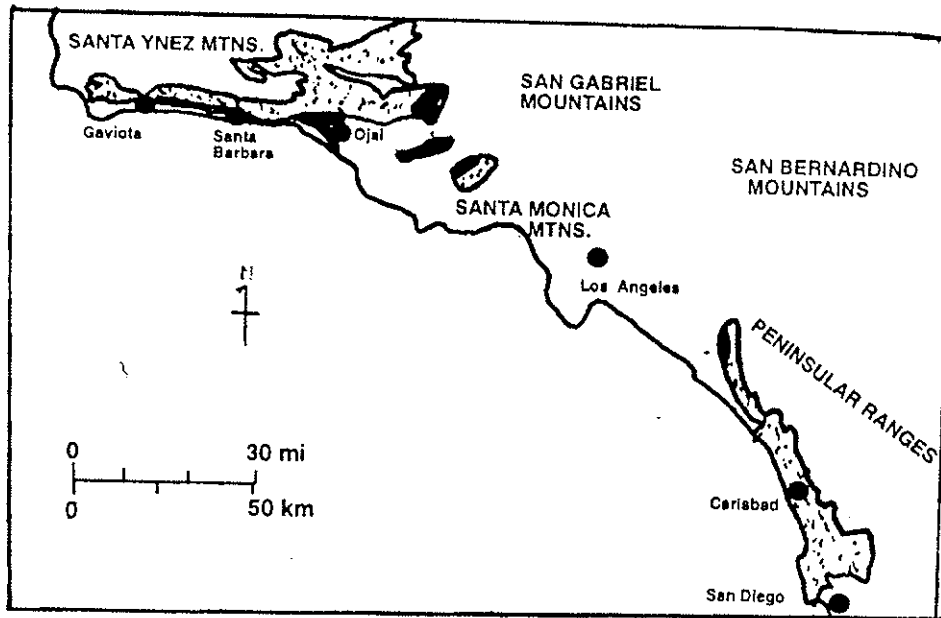 SANTA YNEZ MTNS.
SAN GABRIEL
MOUNTAINS
Gaviota
Santa
Barbara
Ojai
SAN BERNARDINO
MOUNTAINS
SANTA MONICA
MTNS.
N
Los Angeles
PENINSULAR RANGES
0
30 mi
0
50 km
Carlsbad
San Diego